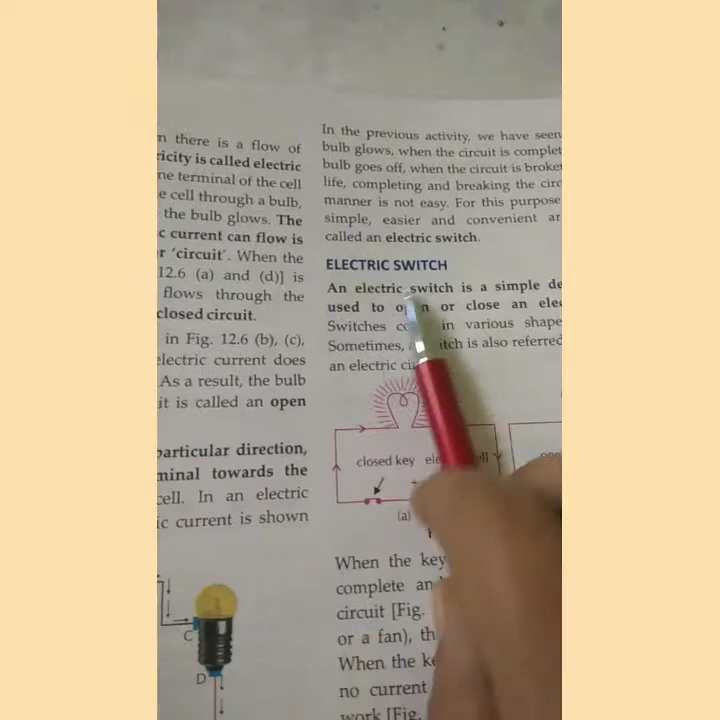 n there is a flow of
ricity is called electric
ne terminal of the cell
e cell through a bulb,
the bulb glows. The
c current can flow is
r 'circuit'. When the
12.6 (a) and (d)] is
flows through the
closed circuit.
in Fig. 12.6 (b), (c),
electric current does
As a result, the bulb
it is called an open
particular direction,
minal towards the
cell. In an electric
ic current is shown
C
D
In the previous activity, we have seen
bulb glows, when the circuit is complet
bulb goes off, when the circuit is broke
life, completing and breaking the circ
manner is not easy. For this purpose
simple, easier and convenient ar
called an electric switch.
ELECTRIC SWITCH
An electric switch is a simple de
used to op n or close an elec
Switches c in various shape
Sometimes, itch is also referred
an electric ci
closed key ele ll
(a)
When the key
complete an
circuit [Fig.
or a fan), th
When the ke
no current
work [Fig.